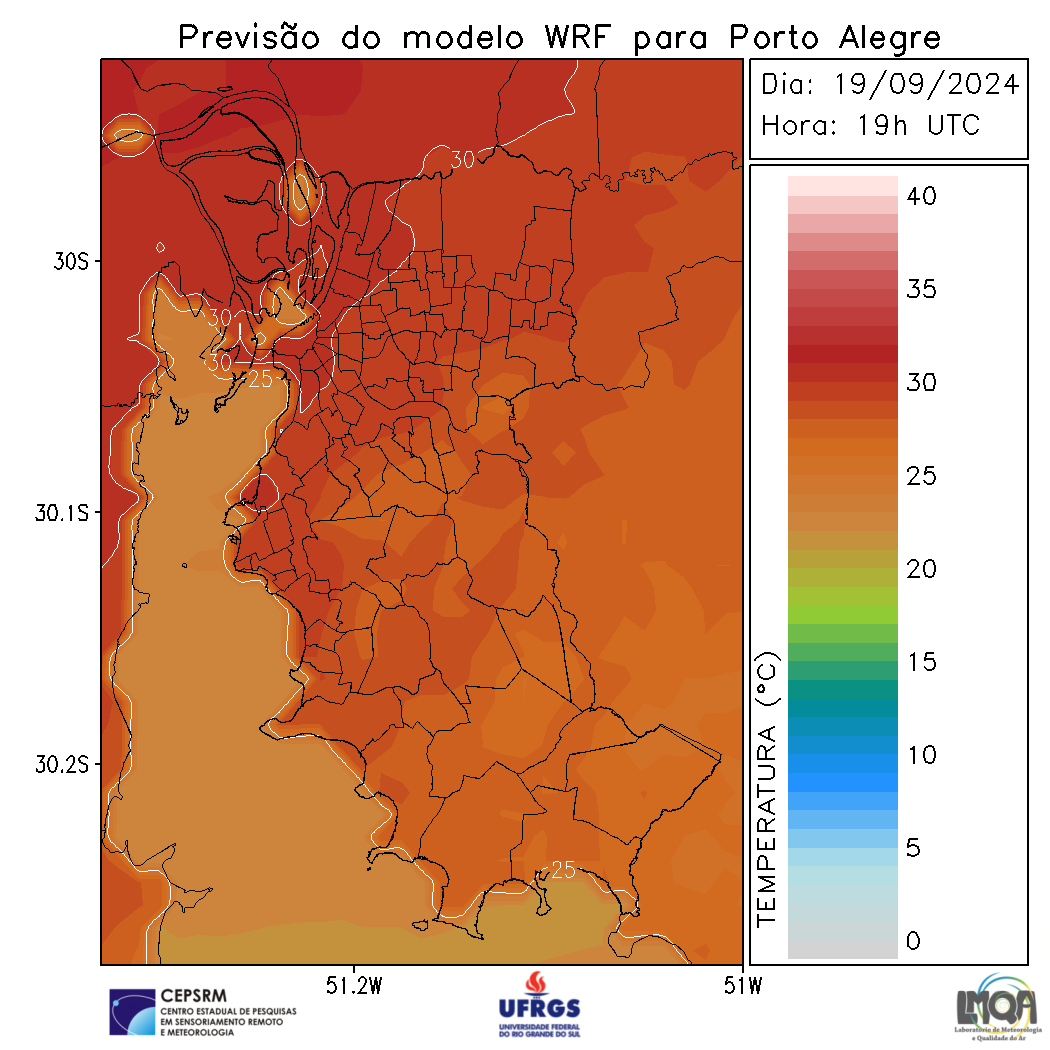 Previsão do modelo WRF para Porto Alegre
Dia: 19/09/2024
Hora: 19h UTC
30
30
30
25
25
30S
30.1S
30.2S
51.2W
51W
40
35
30
25
20
15
10
5
0
TEMPERATURA (°C)
CEPSRM
CENTRO ESTADUAL DE PESQUISAS
EM SENSORIAMENTO REMOTO
E METEOROLOGIA
UFRGS
UNIVERSIDADE FEDERAL
DO RIO GRANDE DO SUL
LMQA
Laboratório de Meteorologia
e Qualidade do Ar